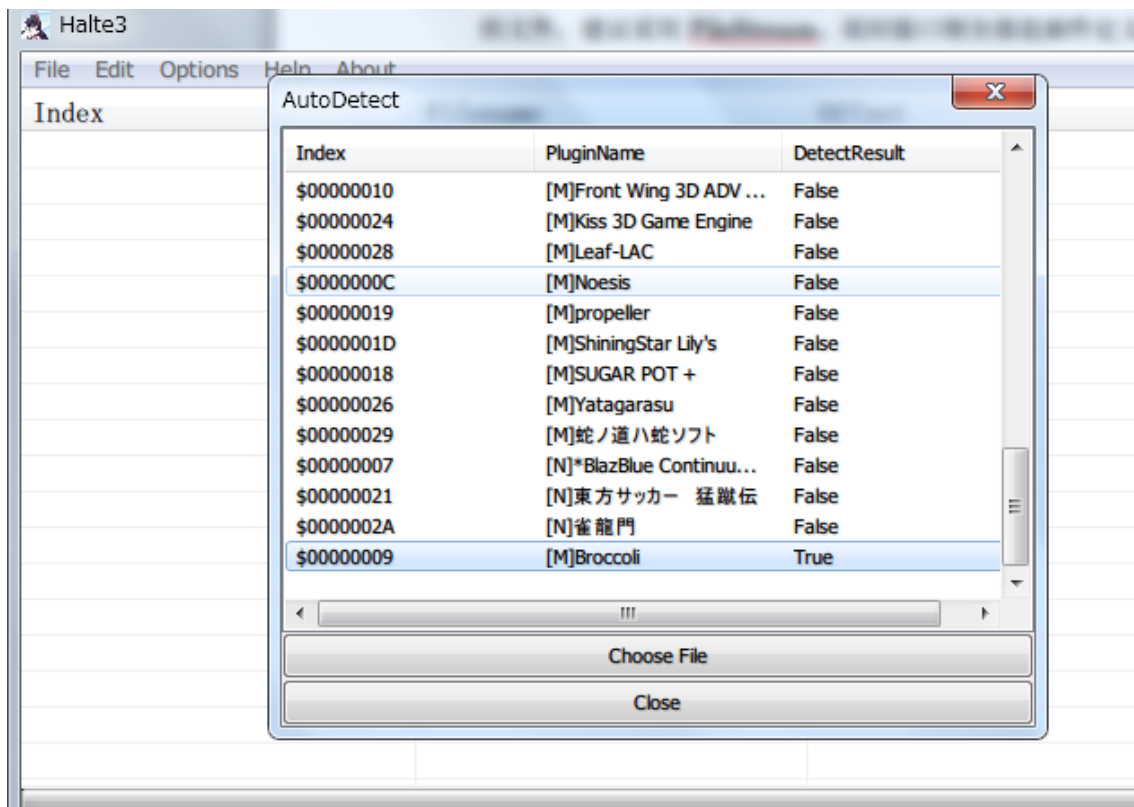 Halte3
File Edit Options Help About
Index
AutoDetect
Index PluginName DetectResult
$00000010 [M]Front Wing 3D ADV ... False
$00000024 [M]Kiss 3D Game Engine False
$00000028 [M]Leaf-LAC False
$0000000C [M]Noesis False
$00000019 [M]propeller False
$0000001D [M]ShiningStar Lily's False
$00000018 [M]SUGAR POT + False
$00000026 [M]Yatagarasu False
$00000029 [M]蛇ノ道ハ蛇ソフト False
$00000007 [N]*BlazBlue Continuu... False
$00000021 [N]東方サッカー 猛蹴伝 False
$0000002A [N]雀龍門 False
$00000009 [M]Broccoli True
Choose File
Close